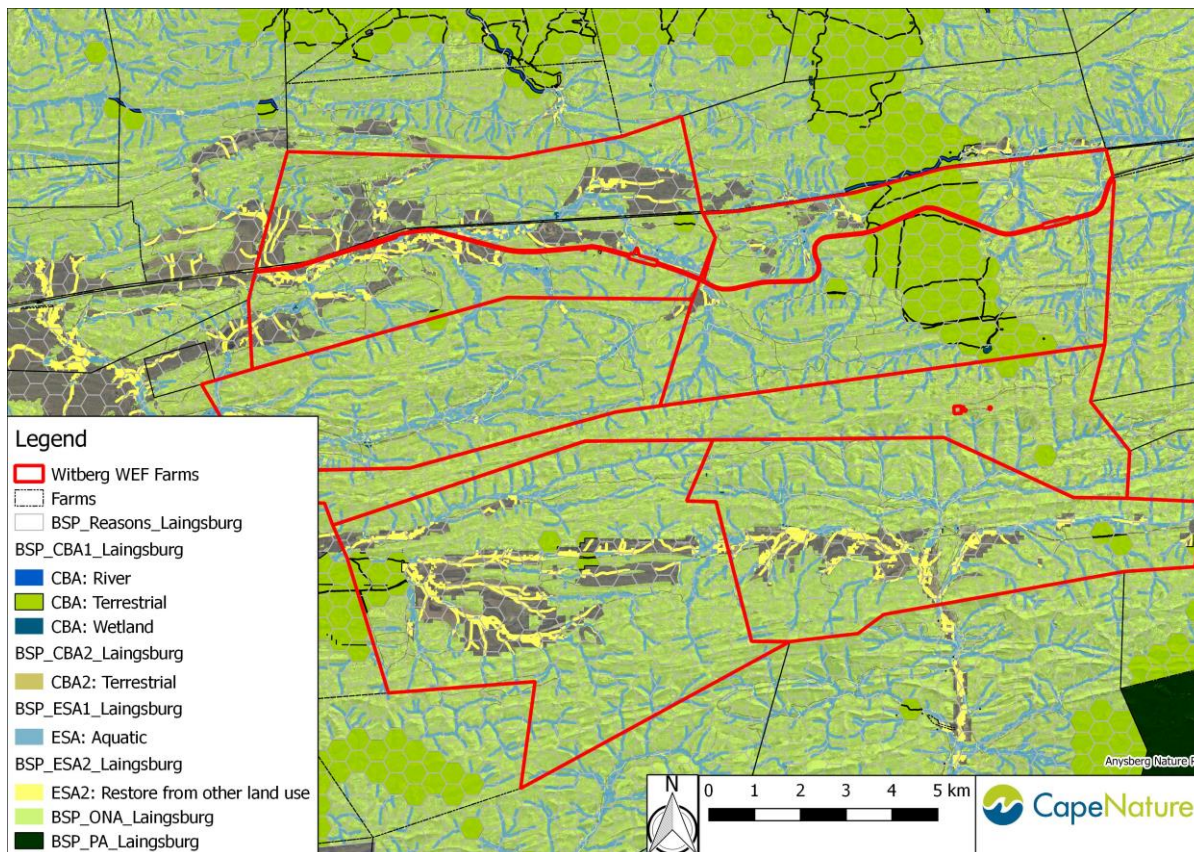 Legend
Witberg WEF Farms
Farms
BSP_Reasons_Laingsburg
BSP_CBA1_Laingsburg
CBA: River
CBA: Terrestrial
CBA: Wetland
BSP_CBA2_Laingsburg
CBA2: Terrestrial
BSP_ESA1_Laingsburg
ESA: Aquatic
BSP_ESA2_Laingsburg
ESA2: Restore from other land use
BSP_ONA_Laingsburg
BSP_PA_Laingsburg
Anysberg Nature R
N
0 1 2 3 4 5 km
CapeNature